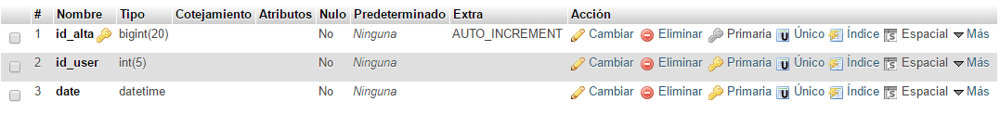 # Nombre Tipo Cotejamiento Atributos Nulo Predeterminado Extra Acción
1 id_alta bigint(20) No Ninguna AUTO_INCREMENT Cambiar Eliminar Primaria U Único Índice S Espacial Más
2 id_user int(5) No Ninguna Cambiar Eliminar Primaria U Único Índice S Espacial Más
3 date datetime No Ninguna Cambiar Eliminar Primaria U Único Índice S Espacial Más